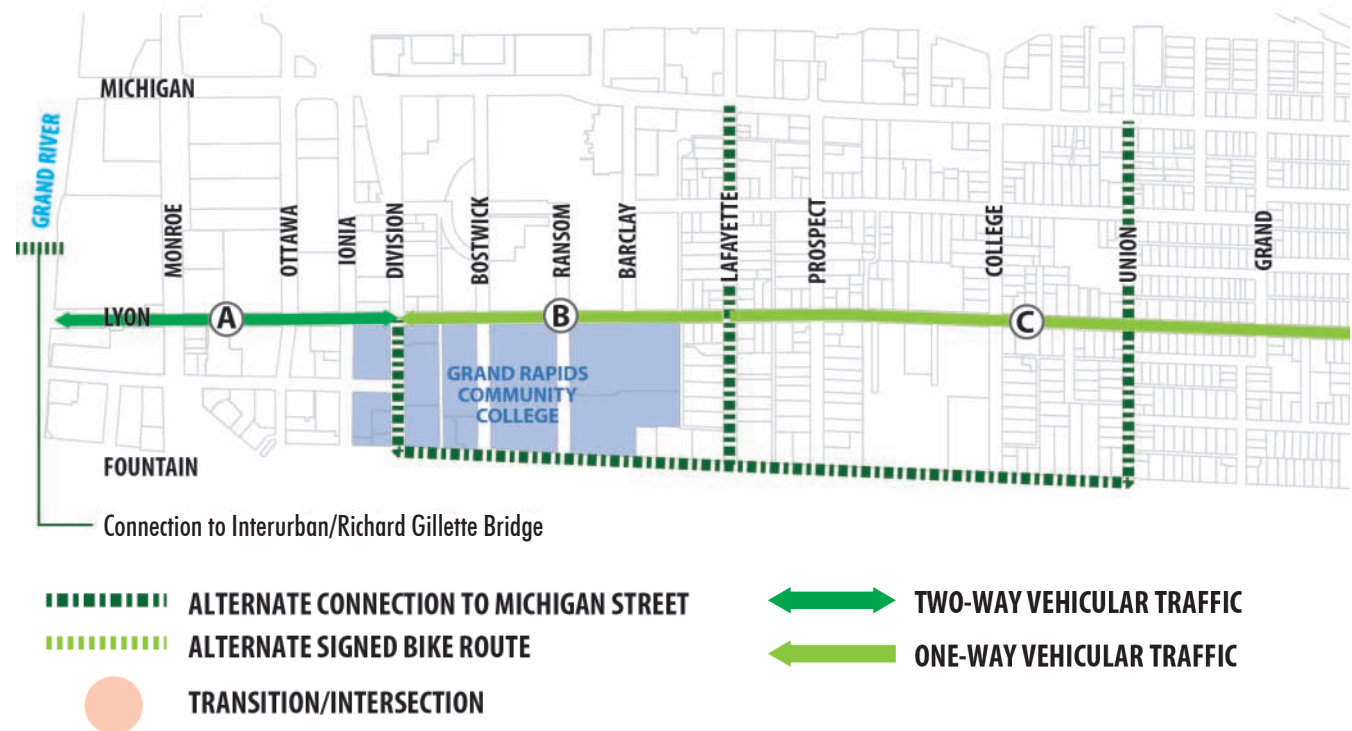 MICHIGAN
GRAND RIVER
MONROE
OTTAWA
IONIA
DIVISION
BOSTWICK
RANSOM
BARCLAY
LAFAYETTE
PROSPECT
COLLEGE
UNION
GRAND
LYON
A
B
C
GRAND RAPIDS
COMMUNITY
COLLEGE
FOUNTAIN
Connection to Interurban/Richard Gillette Bridge
ALTERNATE CONNECTION TO MICHIGAN STREET
ALTERNATE SIGNED BIKE ROUTE
TRANSITION/INTERSECTION
TWO-WAY VEHICULAR TRAFFIC
ONE-WAY VEHICULAR TRAFFIC